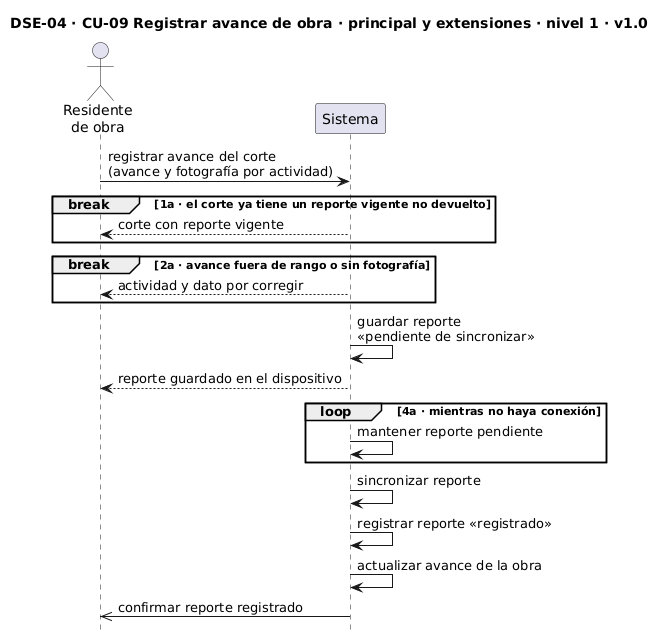 DSE-04 · CU-09 Registrar avance de obra · principal y extensiones · nivel 1 · v1.0
Residente
de obra
Sistema
registrar avance del corte
(avance y fotografía por actividad)
break
[1a · el corte ya tiene un reporte vigente no devuelto]
corte con reporte vigente
break
[2a · avance fuera de rango o sin fotografía]
actividad y dato por corregir
guardar reporte
«pendiente de sincronizar»
reporte guardado en el dispositivo
loop
[4a · mientras no haya conexión]
mantener reporte pendiente
sincronizar reporte
registrar reporte «registrado»
actualizar avance de la obra
confirmar reporte registrado